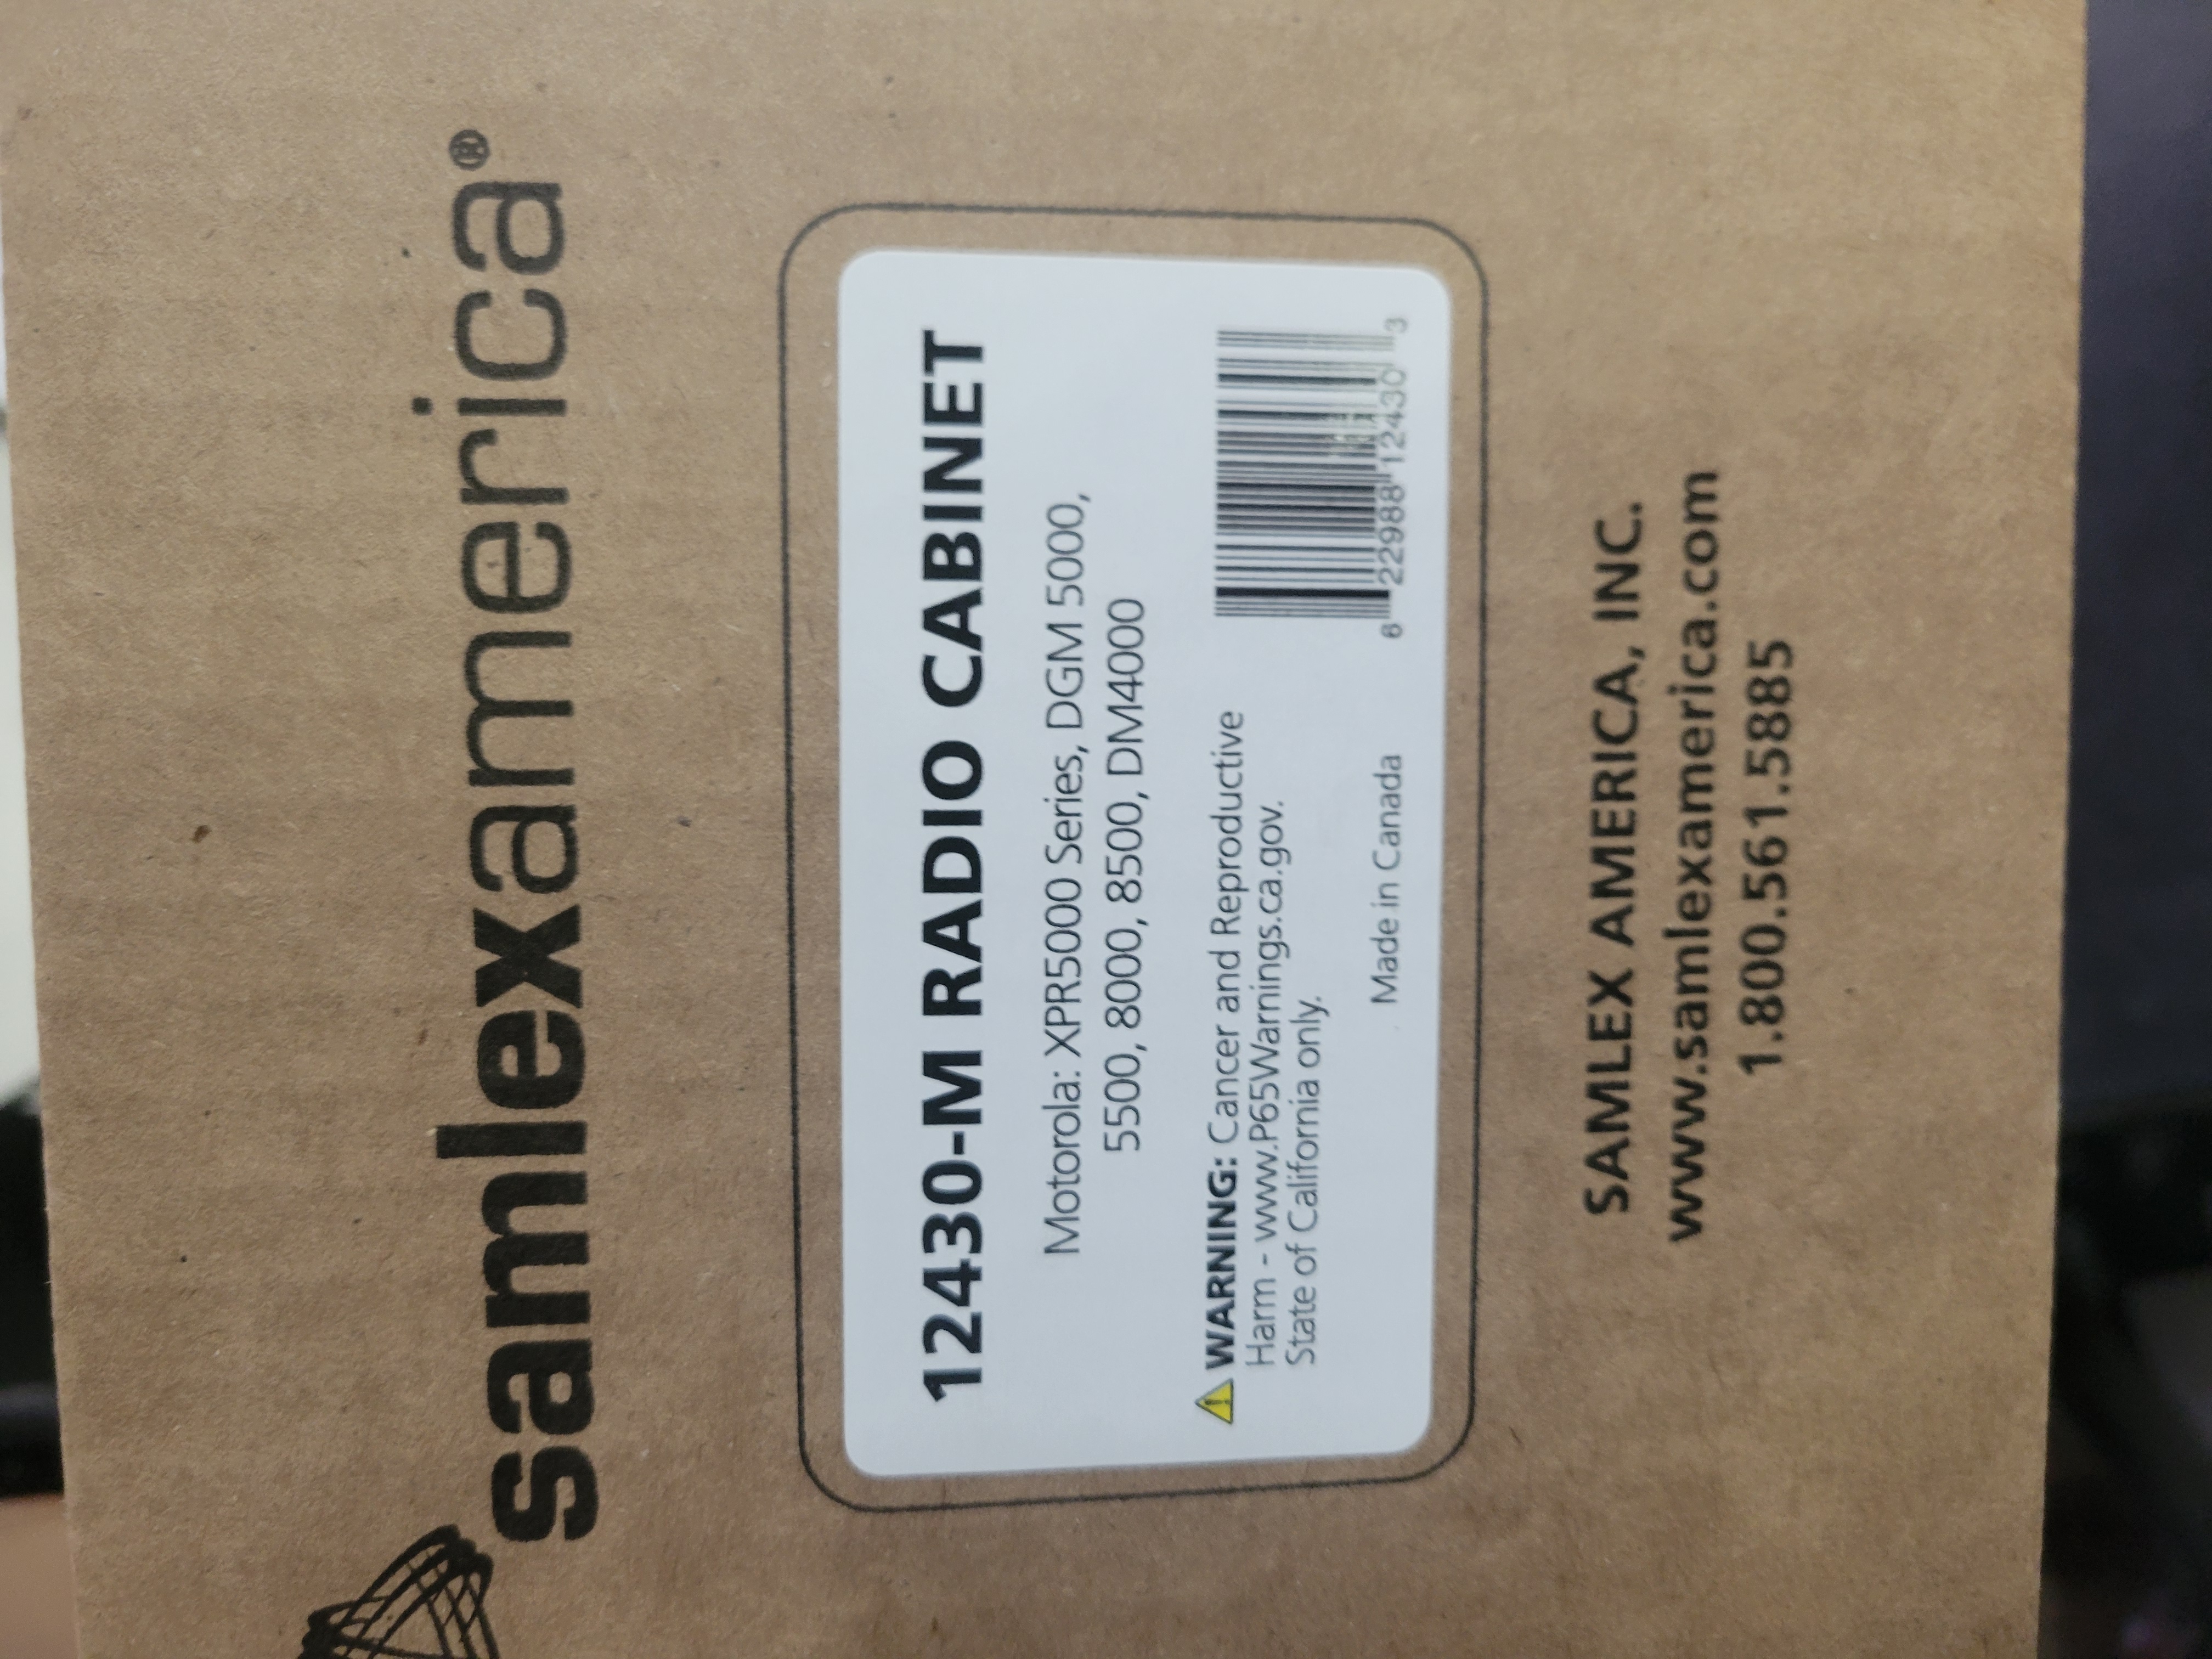 samlexamerica®
12430-M RADIO CABINET
Motorola: XPR5000 Series, DGM 5000,
5500, 8000, 8500, DM4000
WARNING: Cancer and Reproductive
Harm - www.P65Warnings.ca.gov.
State of California only.
Made in Canada
6 22988 12430 3
SAMLEX AMERICA, INC.
www.samlexamerica.com
1.800.561.5885